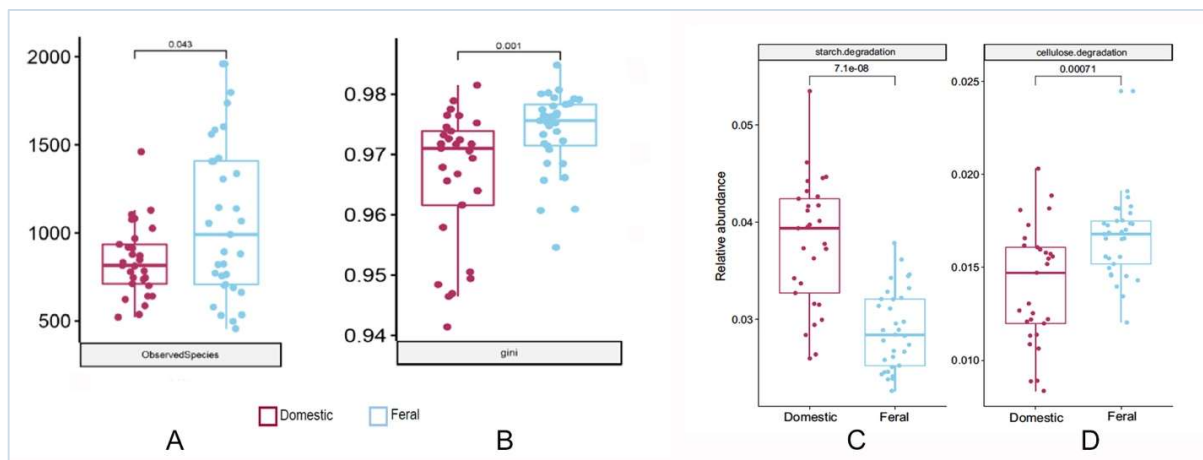 0.043
2000
1500
1000
500
ObservedSpecies
0.001
0.98
0.97
0.96
0.95
0.94
gini
Domestic Feral
A
B
starch.degradation
7.1e-08
Relative abundance
0.05
0.04
0.03
Domestic Feral
C
cellulose.degradation
0.00071
0.025
0.020
0.015
0.010
Domestic Feral
D